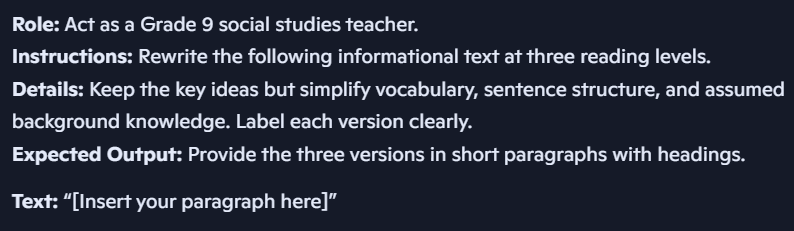 Role: Act as a Grade 9 social studies teacher.
Instructions: Rewrite the following informational text at three reading levels.
Details: Keep the key ideas but simplify vocabulary, sentence structure, and assumed
background knowledge. Label each version clearly.
Expected Output: Provide the three versions in short paragraphs with headings.
Text: “[Insert your paragraph here]”